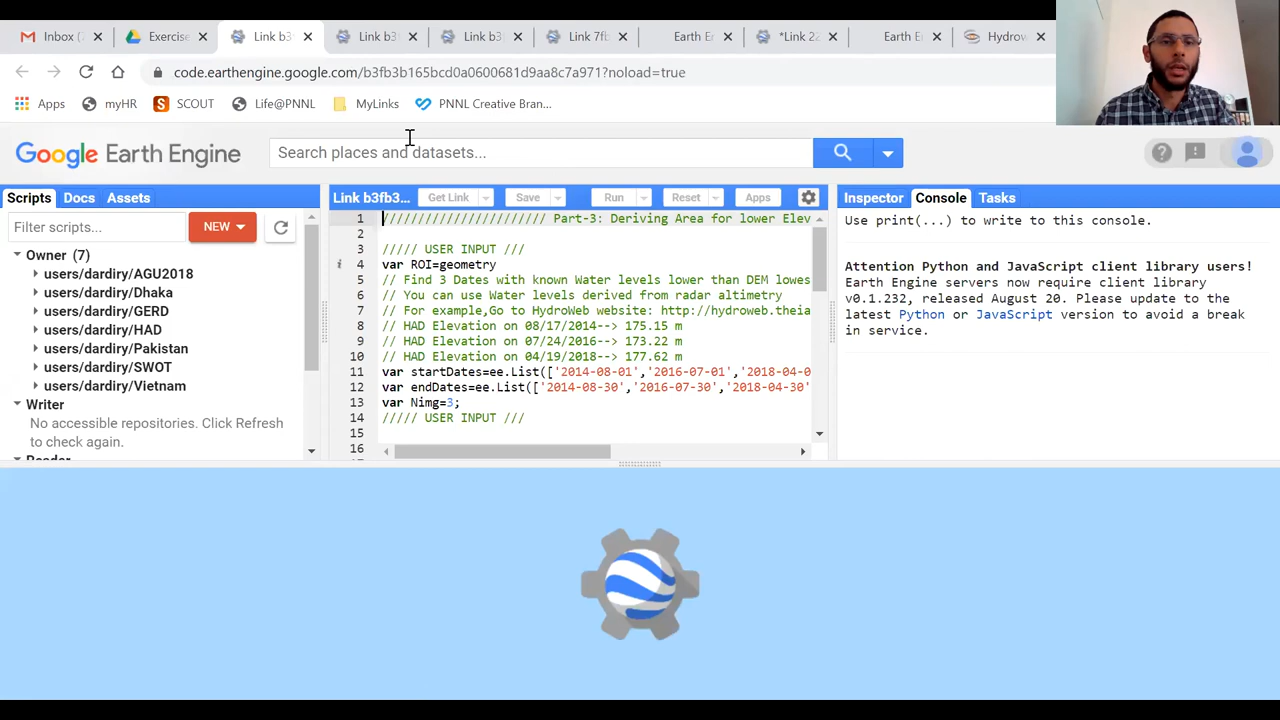 Inbox (
Exercise
Link b3
Link b3
Link b3
Link 7fb
Earth E
*Link 22
Earth E
Hydrow
code.earthengine.google.com/b3fb3b165bcd0a0600681d9aa8c7a971?noload=true
Apps
myHR
SCOUT
Life@PNNL
MyLinks
PNNL Creative Bran...
Google Earth Engine
Search places and datasets...
Scripts
Docs
Assets
Link b3fb3...
Get Link
Save
Run
Reset
Apps
Inspector
Console
Tasks
Filter scripts...
NEW
Owner (7)
users/dardiry/AGU2018
users/dardiry/Dhaka
users/dardiry/GERD
users/dardiry/HAD
users/dardiry/Pakistan
users/dardiry/SWOT
users/dardiry/Vietnam
Writer
No accessible repositories. Click Refresh
to check again.
Reader
1 /////////////////////// Part-3: Deriving Area for lower Elev
2
3 ///// USER INPUT ///
i 4 var ROI=geometry
5 // Find 3 Dates with known Water levels lower than DEM lowes
6 // You can use Water levels derived from radar altimetry
7 // For example,Go to HydroWeb website: http://hydroweb.theia
8 // HAD Elevation on 08/17/2014--> 175.15 m
9 // HAD Elevation on 07/24/2016--> 173.22 m
10 // HAD Elevation on 04/19/2018--> 177.62 m
11 var startDates=ee.List(['2014-08-01','2016-07-01','2018-04-0
12 var endDates=ee.List(['2014-08-30','2016-07-30','2018-04-30'
13 var Nimg=3;
14 ///// USER INPUT ///
15
16
Use print(...) to write to this console.
Attention Python and JavaScript client library users!
Earth Engine servers now require client library
v0.1.232, released August 20. Please update to the
latest Python or JavaScript version to avoid a break
in service.